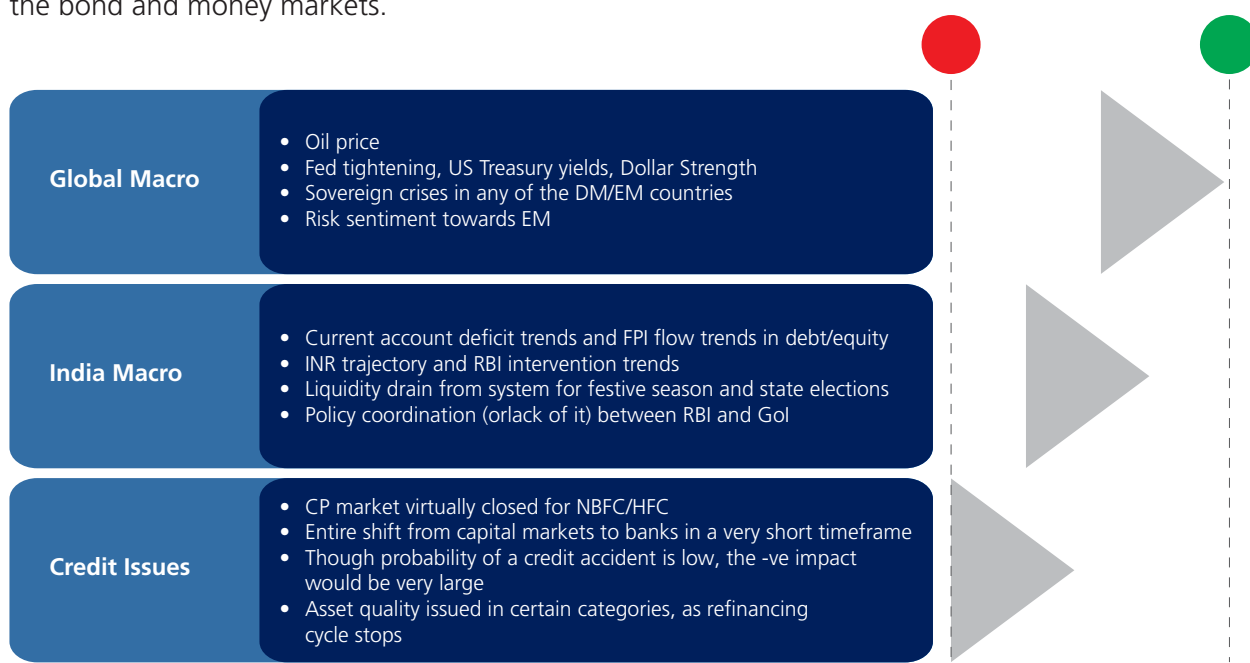 the bond and money markets.
Global Macro
• Oil price
• Fed tightening, US Treasury yields, Dollar Strength
• Sovereign crises in any of the DM/EM countries
• Risk sentiment towards EM
India Macro
• Current account deficit trends and FPI flow trends in debt/equity
• INR trajectory and RBI intervention trends
• Liquidity drain from system for festive season and state elections
• Policy coordination (orlack of it) between RBI and GoI
Credit Issues
• CP market virtually closed for NBFC/HFC
• Entire shift from capital markets to banks in a very short timeframe
• Though probability of a credit accident is low, the -ve impact
would be very large
• Asset quality issued in certain categories, as refinancing
cycle stops